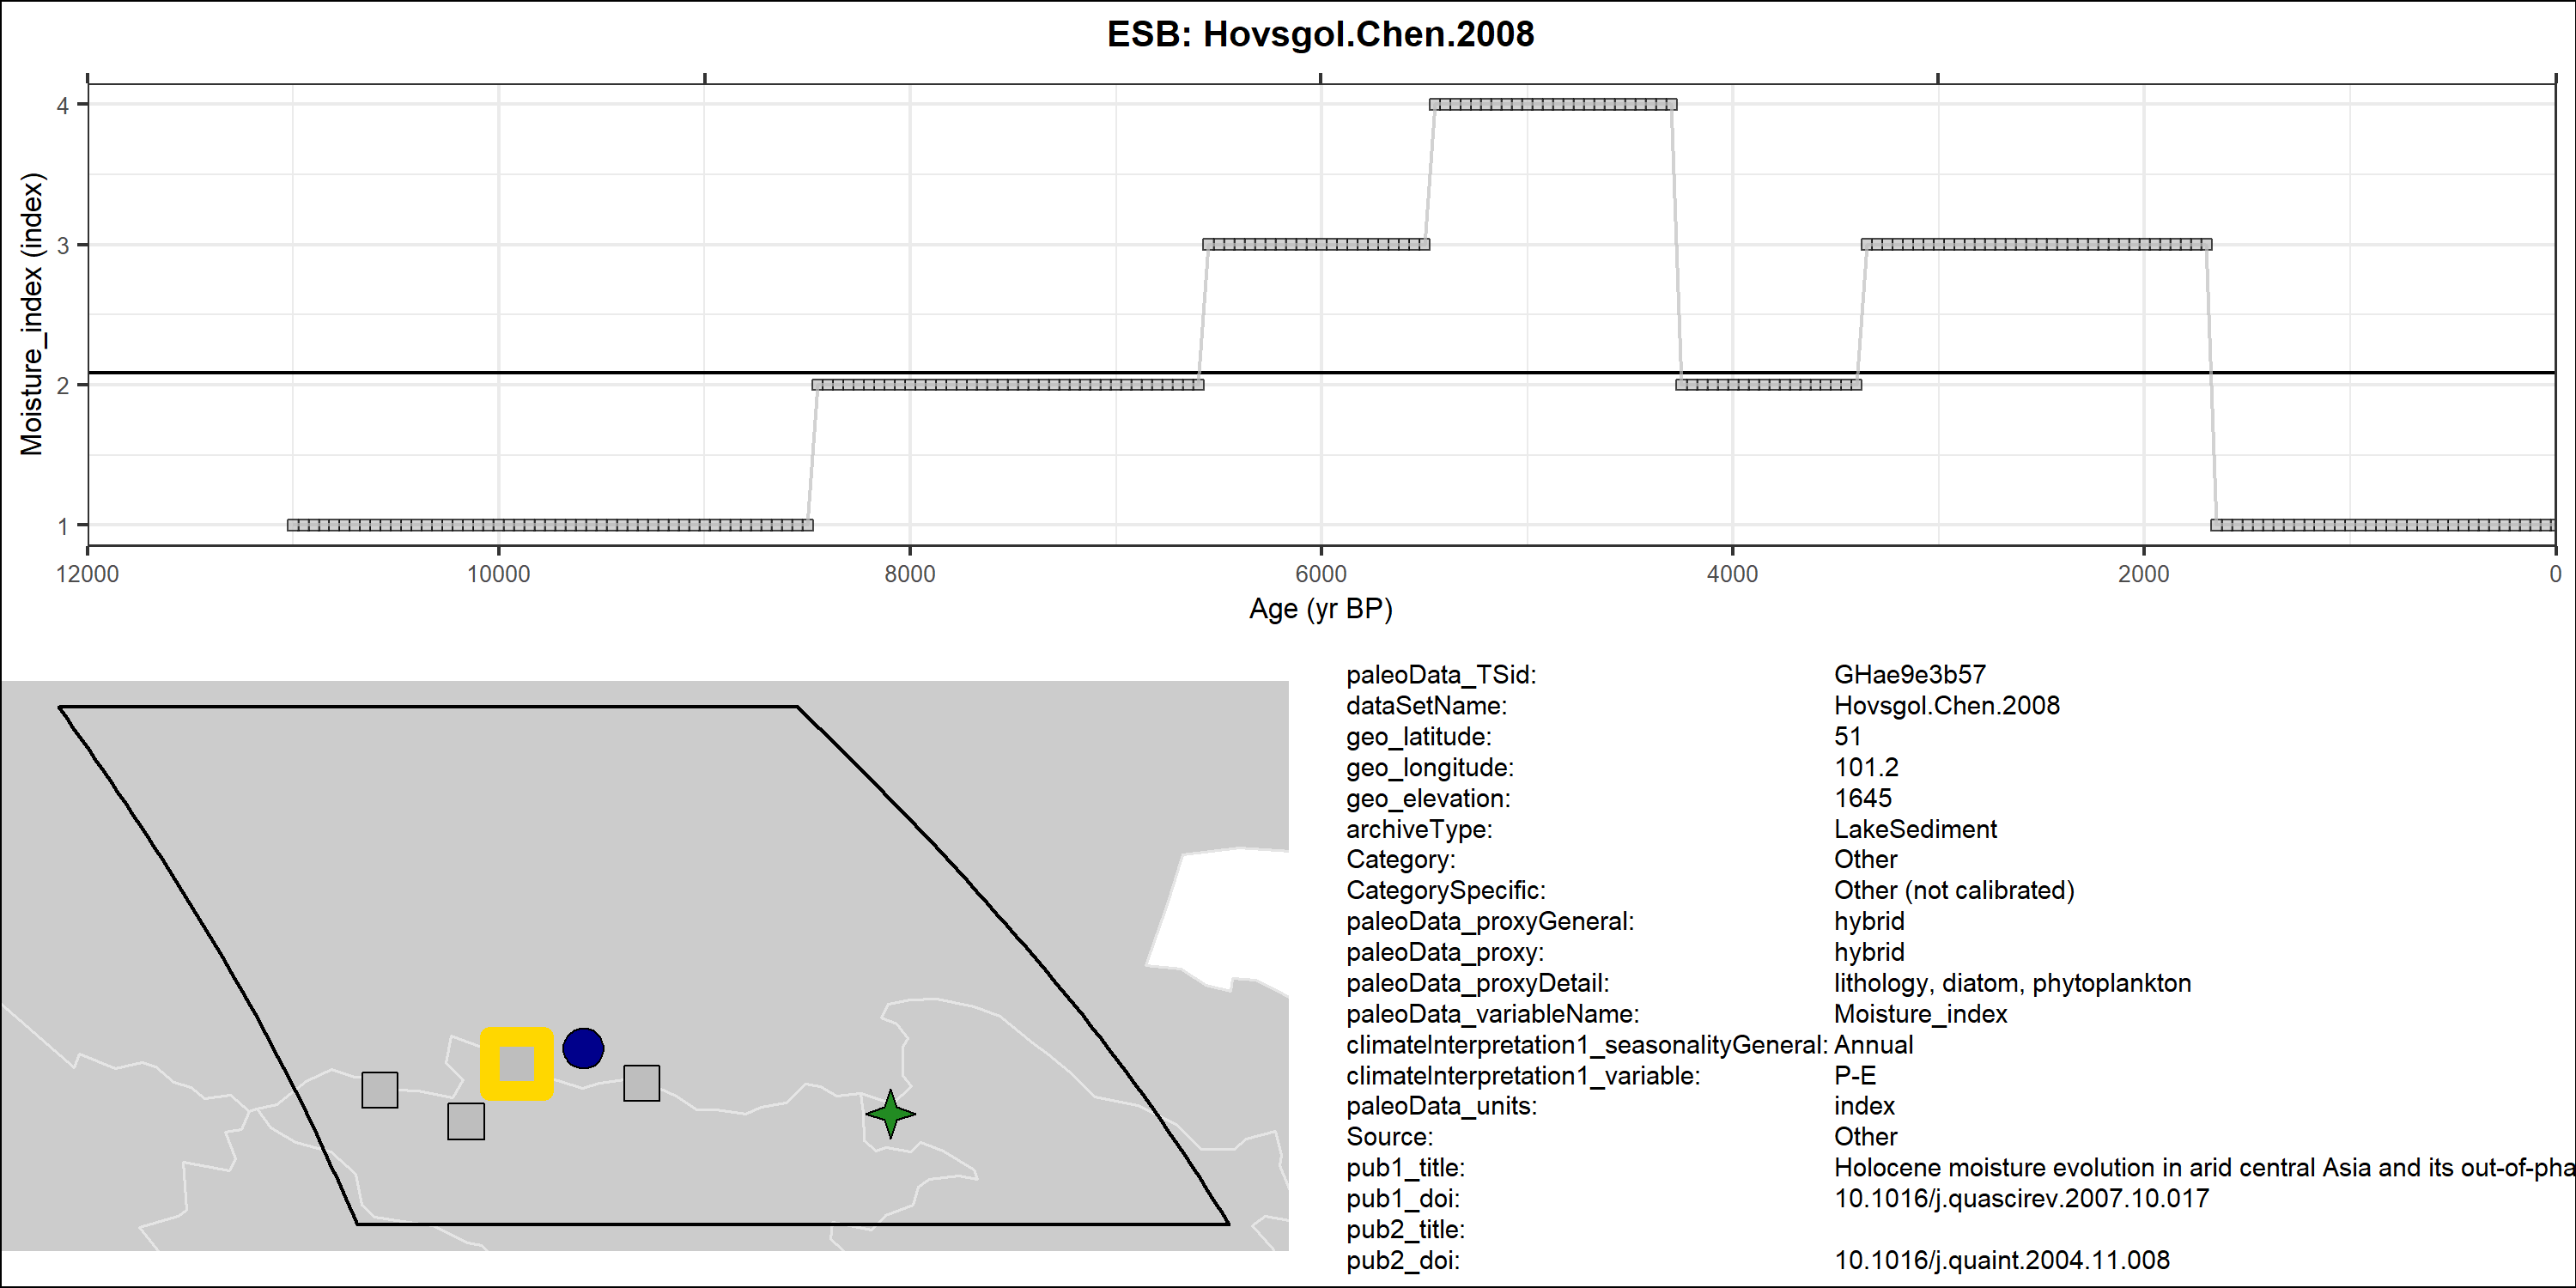 ESB: Hovsgol.Chen.2008
Moisture_index (index)
4
3
2
1
12000 10000 8000 6000 4000 2000 0
Age (yr BP)
paleoData_TSid: GHae9e3b57
dataSetName: Hovsgol.Chen.2008
geo_latitude: 51
geo_longitude: 101.2
geo_elevation: 1645
archiveType: LakeSediment
Category: Other
CategorySpecific: Other (not calibrated)
paleoData_proxyGeneral: hybrid
paleoData_proxy: hybrid
paleoData_proxyDetail: lithology, diatom, phytoplankton
paleoData_variableName: Moisture_index
climateInterpretation1_seasonalityGeneral: Annual
climateInterpretation1_variable: P-E
paleoData_units: index
Source: Other
pub1_title: Holocene moisture evolution in arid central Asia and its out-of-pha
pub1_doi: 10.1016/j.quascirev.2007.10.017
pub2_title:
pub2_doi: 10.1016/j.quaint.2004.11.008